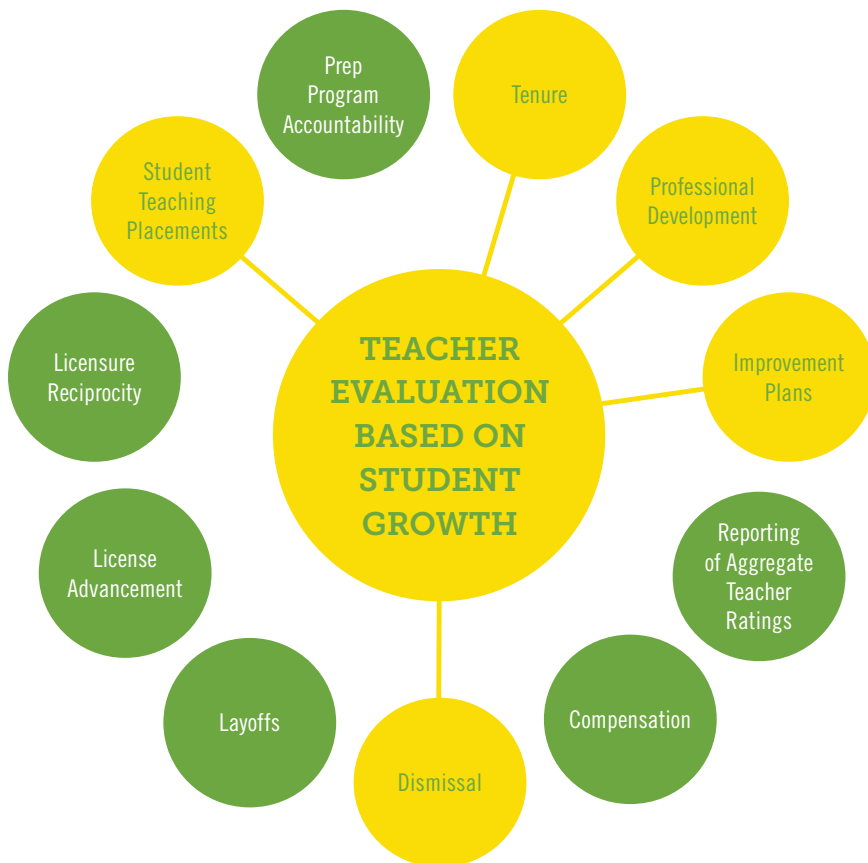 Prep
Program
Accountability
Tenure
Student
Teaching
Placements
Professional
Development
Licensure
Reciprocity
TEACHER
EVALUATION
BASED ON
STUDENT
GROWTH
Improvement
Plans
License
Advancement
Reporting
of Aggregate
Teacher
Ratings
Layoffs
Compensation
Dismissal